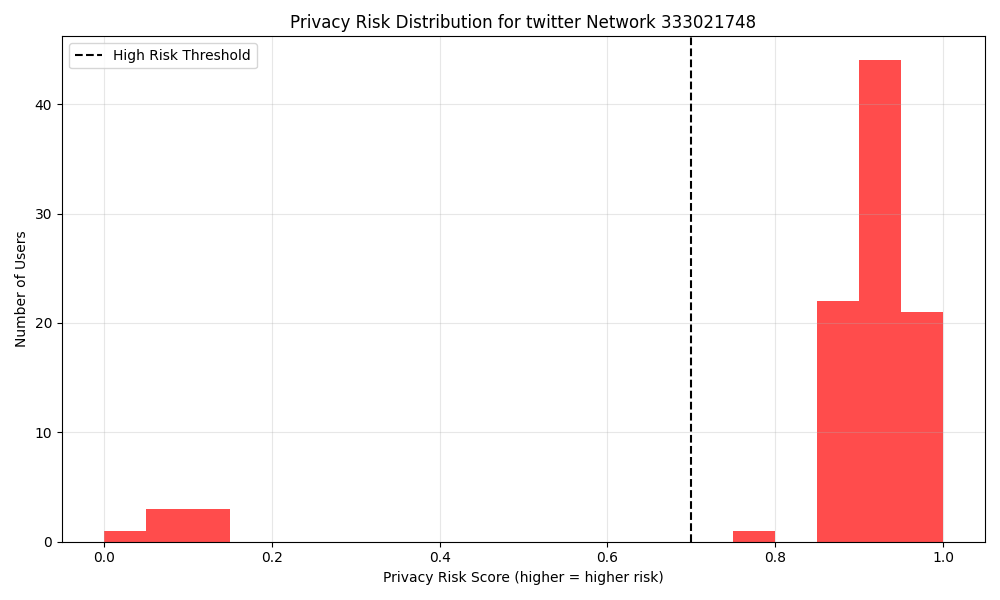 Privacy Risk Distribution for twitter Network 333021748
High Risk Threshold
Number of Users
40
30
20
10
0
0.0 0.2 0.4 0.6 0.8 1.0
Privacy Risk Score (higher = higher risk)